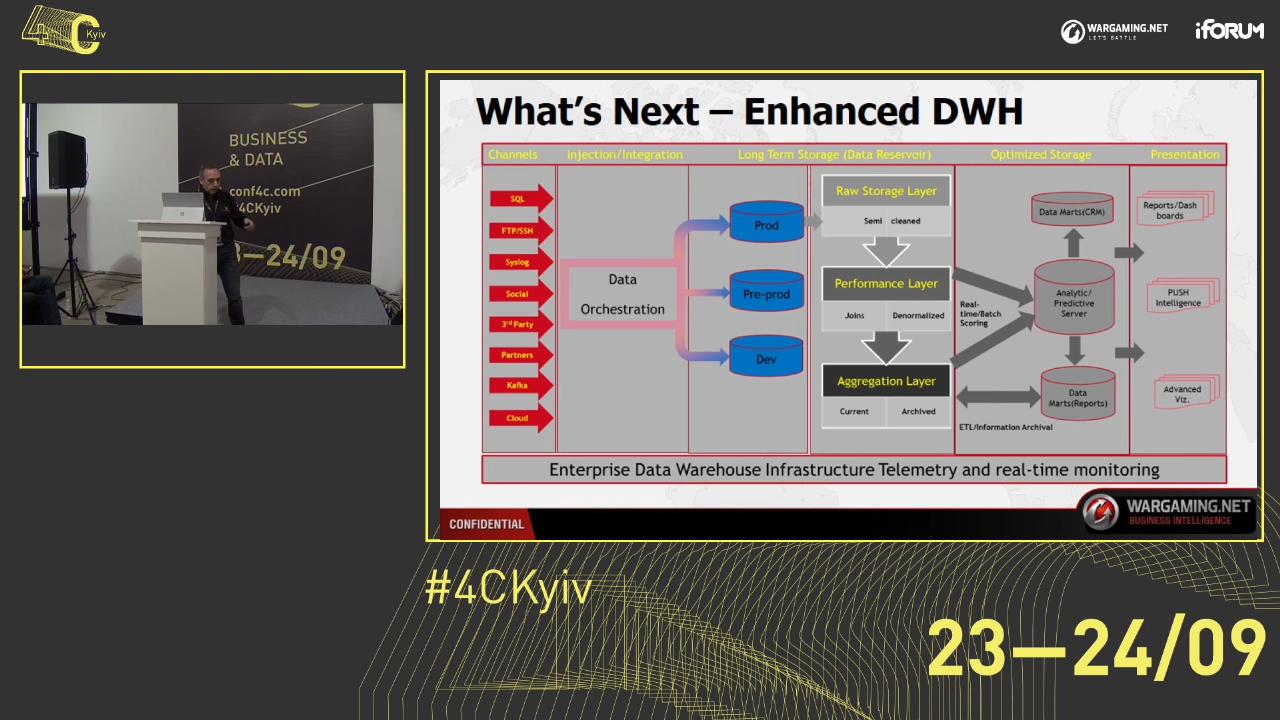 4C Kyiv
WARGAMING.NET
LET'S BATTLE
iFORUM
BUSINESS
& DATA
conf4c.com
#4CKyiv
23—24/09
What's Next – Enhanced DWH
Channels Injection/Integration Long Term Storage (Data Reservoir) Optimized Storage Presentation
SQL
FTP/SSH
Syslog
Social
3rd Party
Partners
Kafka
Cloud
Data
Orchestration
Prod
Pre-prod
Dev
Raw Storage Layer
Semi cleaned
Performance Layer
Joins Denormalized
Aggregation Layer
Current Archived
Real-
time/Batch
Scoring
ETL/Information Archival
Data Marts(CRM)
Analytic/
Predictive
Server
Data
Marts(Reports)
Reports/Dash
boards
PUSH
Intelligence
Advanced
Viz.
Enterprise Data Warehouse Infrastructure Telemetry and real-time monitoring
CONFIDENTIAL
WARGAMING.NET
BUSINESS INTELLIGENCE
#4CKyiv
23—24/09